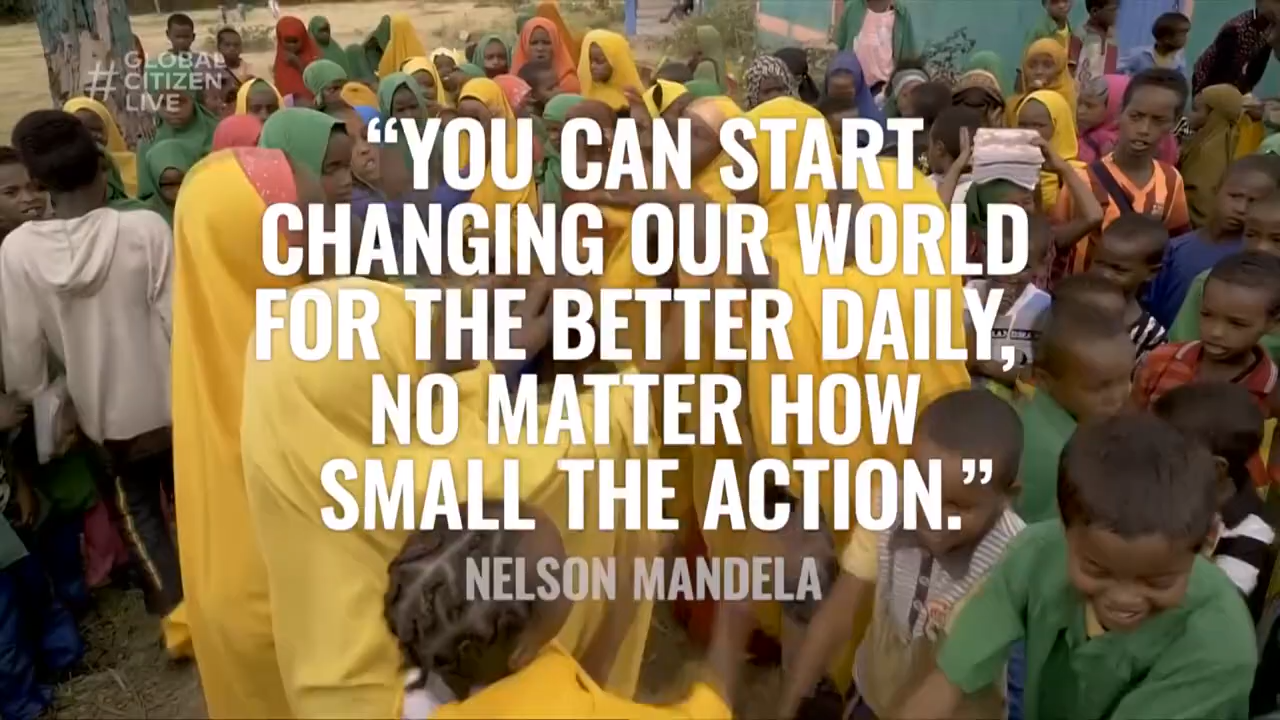 # GLOBAL
CITIZEN
LIVE
“YOU CAN START
CHANGING OUR WORLD
FOR THE BETTER DAILY,
NO MATTER HOW
SMALL THE ACTION.”
NELSON MANDELA